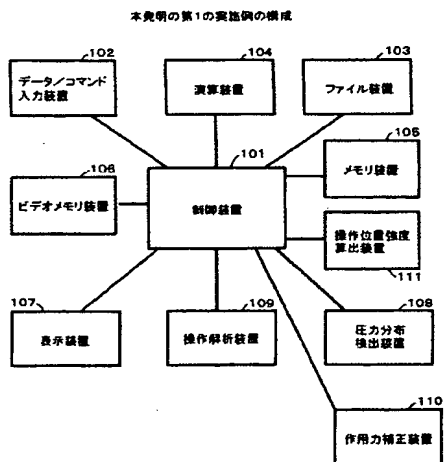 本発明の第1の実施例の構成
102
データ/コマンド
入力装置
104
演算装置
103
ファイル装置
101
制御装置
105
メモリ装置
106
ビデオメモリ装置
操作位置強度
算出装置
111
107
表示装置
109
操作解析装置
108
圧力分布
検出装置
110
作用力補正装置